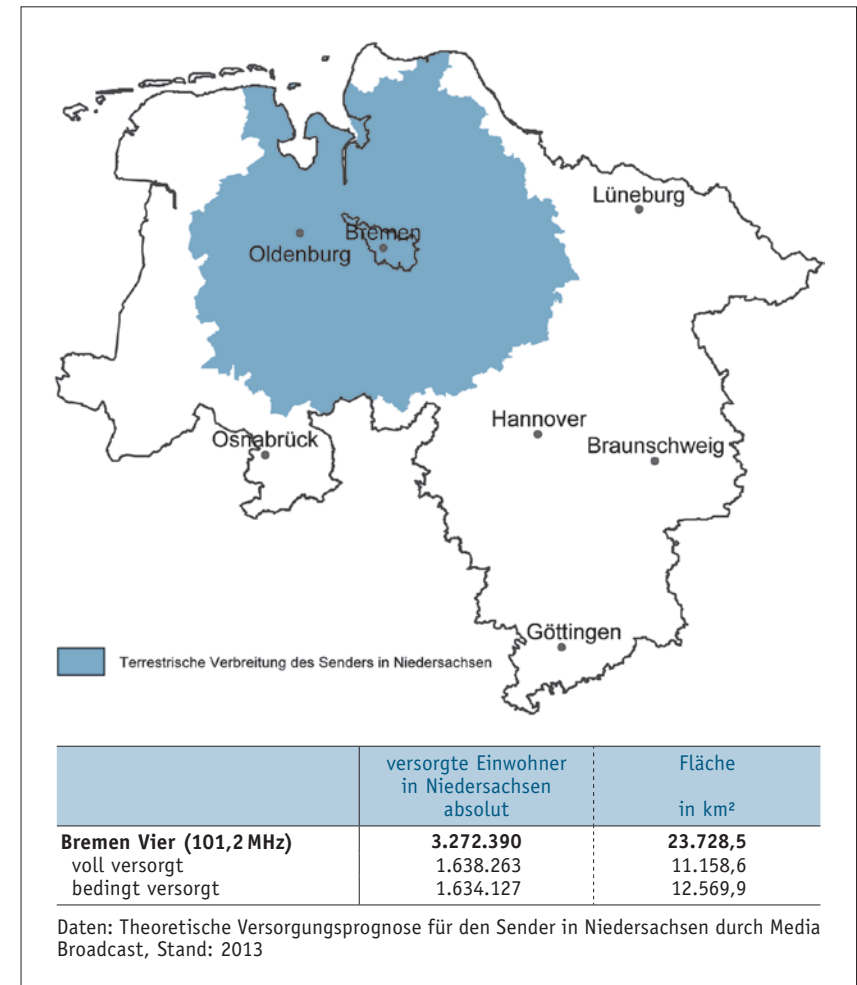 Lüneburg
Bremen
Oldenburg
Hannover
Osnabrück
Braunschweig
Göttingen
Terrestrische Verbreitung des Senders in Niedersachsen
versorgte Einwohner Fläche
in Niedersachsen
absolut in km²
Bremen Vier (101,2 MHz) 3.272.390 23.728,5
voll versorgt 1.638.263 11.158,6
bedingt versorgt 1.634.127 12.569,9
Daten: Theoretische Versorgungsprognose für den Sender in Niedersachsen durch Media
Broadcast, Stand: 2013